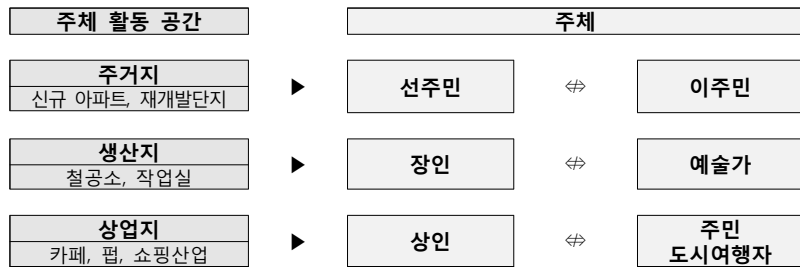 주체 활동 공간 주체
주거지
신규 아파트, 재개발단지
▶ 선주민 ⇎ 이주민
생산지
철공소, 작업실
▶ 장인 ⇎ 예술가
상업지
카페, 펍, 쇼핑산업
▶ 상인 ⇎ 주민
도시여행자